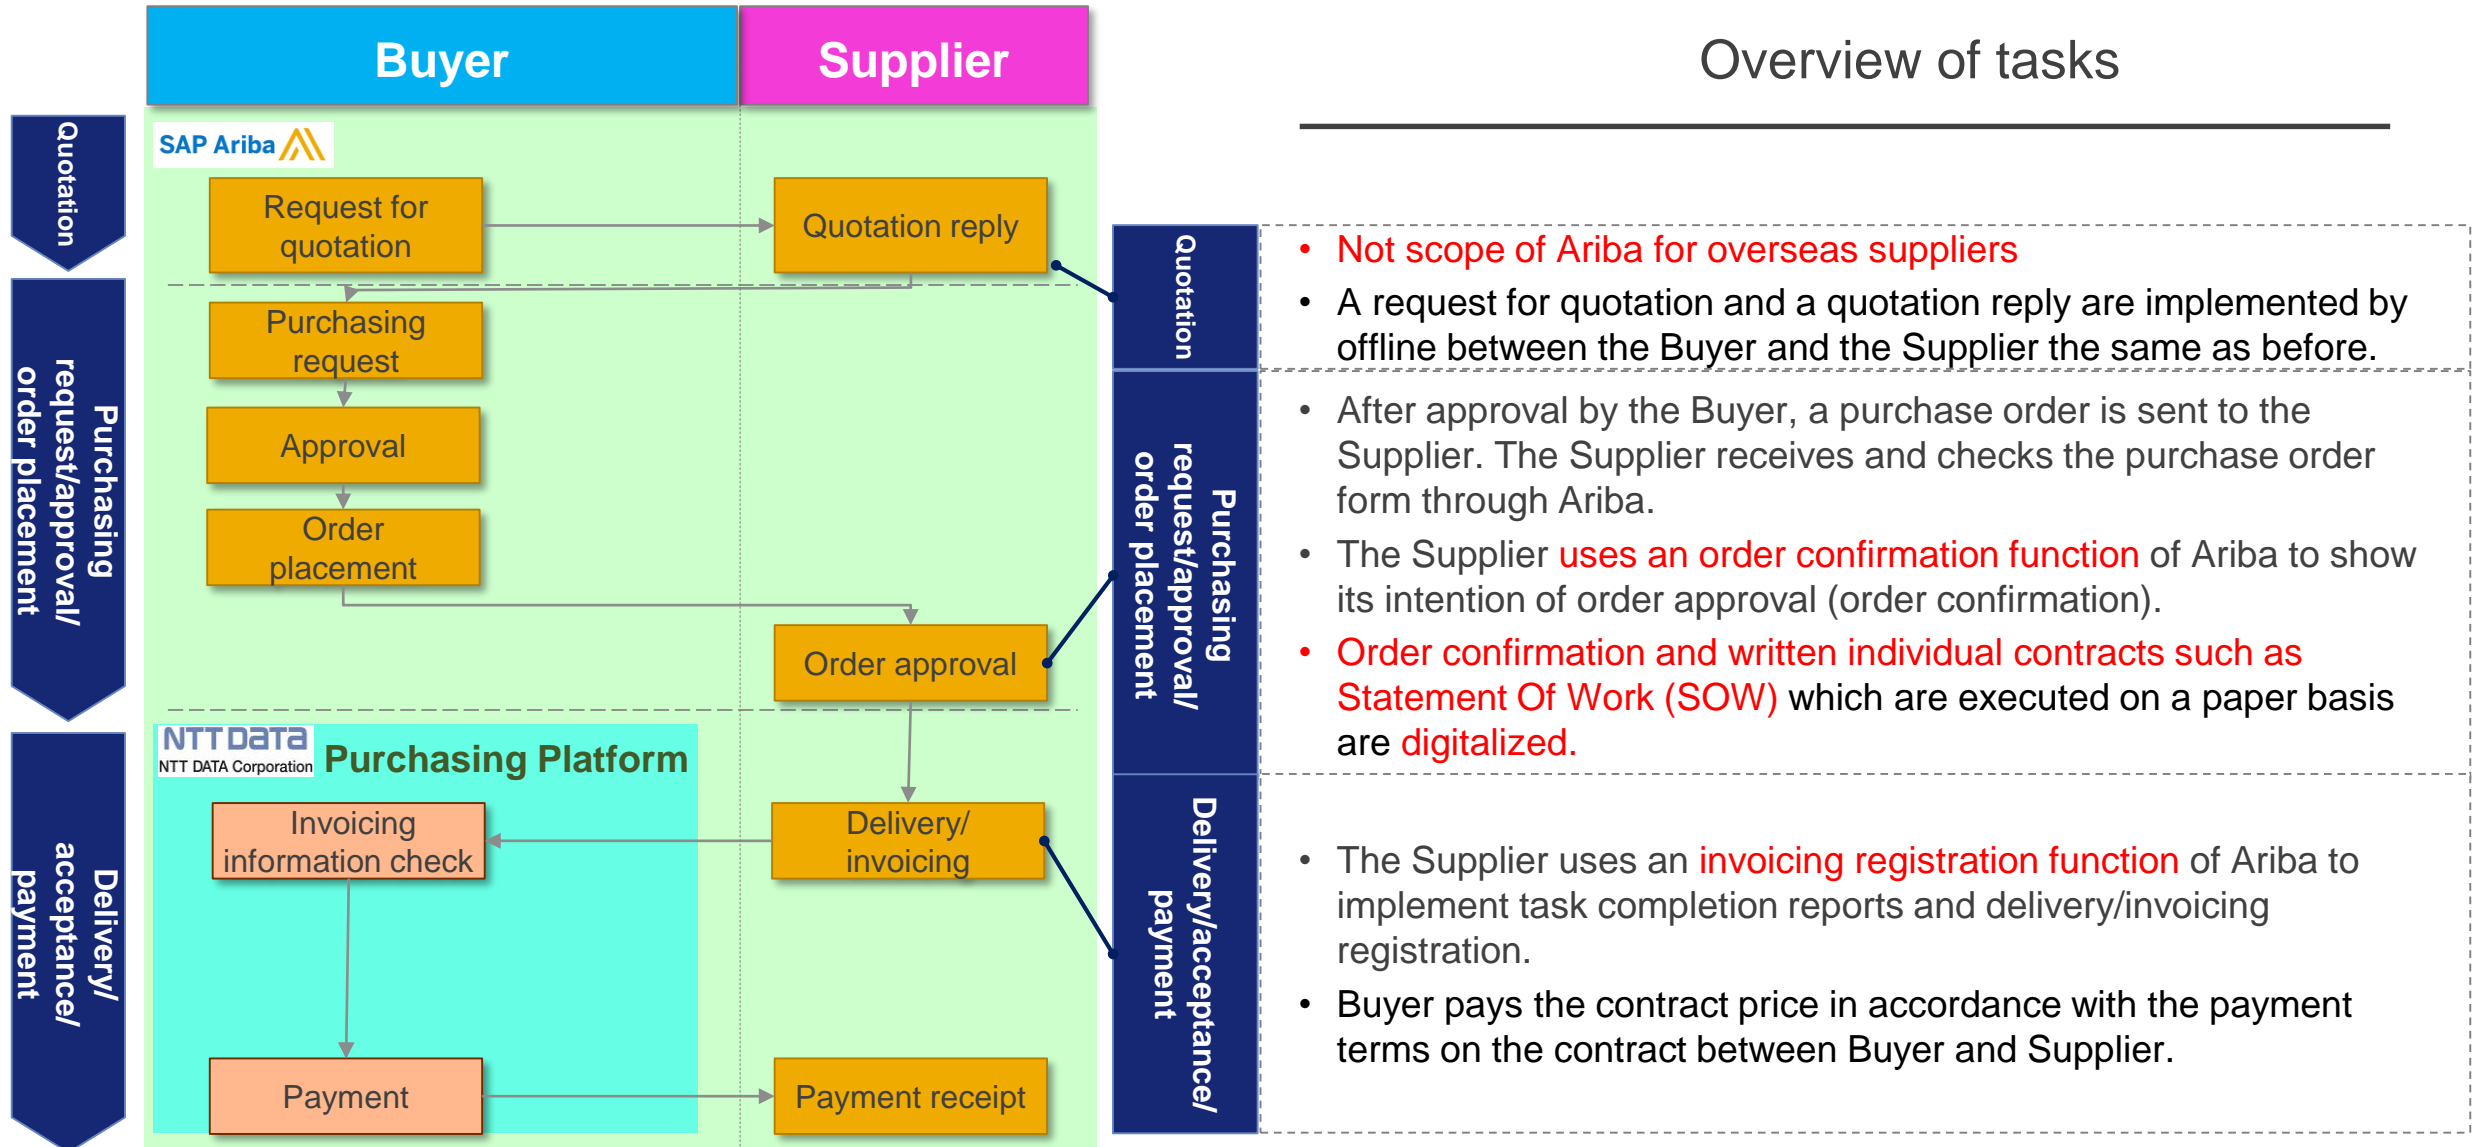 Buyer
Supplier
Overview of tasks
Quotation
SAP Ariba
Request for
quotation
Quotation reply
Purchasing
request/approval/
order placement
Purchasing
request
Approval
Order
placement
Order approval
NTT DATA
NTT DATA Corporation
Purchasing Platform
Delivery/
acceptance/
payment
Invoicing
information check
Delivery/
invoicing
Payment
Payment receipt
Quotation
• Not scope of Ariba for overseas suppliers
• A request for quotation and a quotation reply are implemented by
offline between the Buyer and the Supplier the same as before.
Purchasing
request/approval/
order placement
• After approval by the Buyer, a purchase order is sent to the
Supplier. The Supplier receives and checks the purchase order
form through Ariba.
• The Supplier uses an order confirmation function of Ariba to show
its intention of order approval (order confirmation).
• Order confirmation and written individual contracts such as
Statement Of Work (SOW) which are executed on a paper basis
are digitalized.
Delivery/acceptance/
payment
• The Supplier uses an invoicing registration function of Ariba to
implement task completion reports and delivery/invoicing
registration.
• Buyer pays the contract price in accordance with the payment
terms on the contract between Buyer and Supplier.